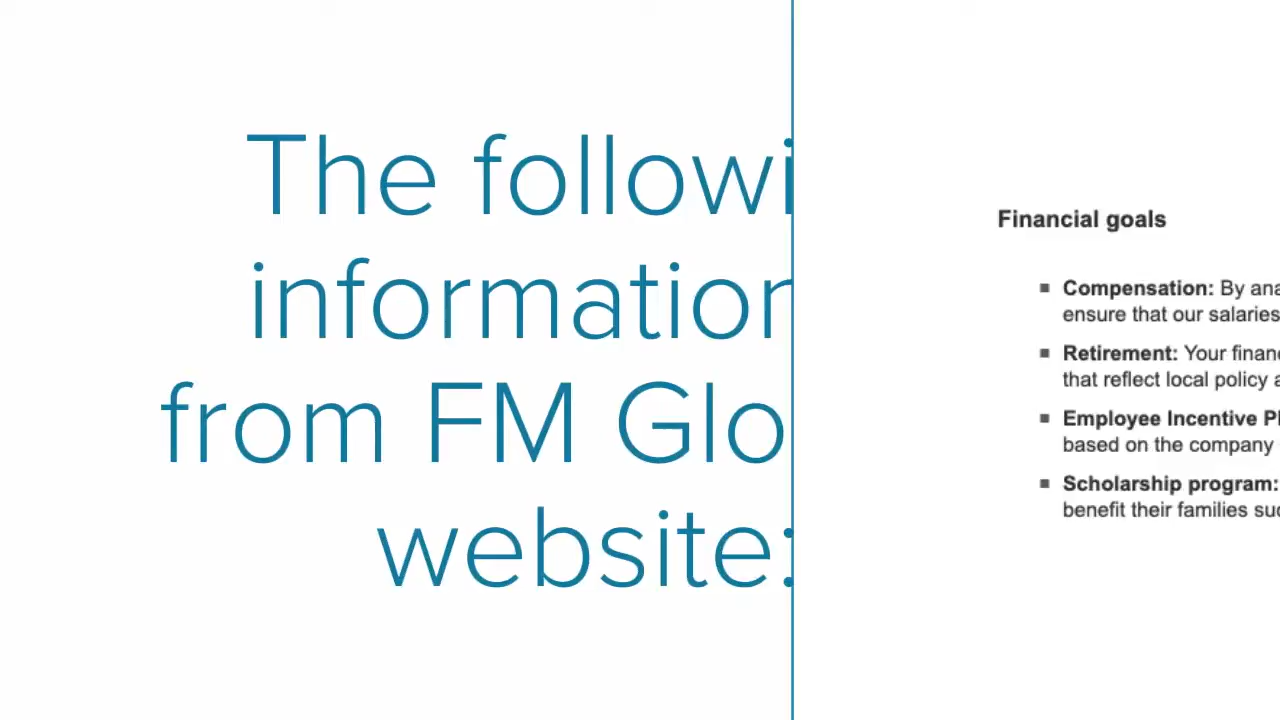 The followi
information
from FM Glo
website:
Financial goals
Compensation: By ana
ensure that our salaries
Retirement: Your financ
that reflect local policy a
Employee Incentive Pl
based on the company
Scholarship program:
benefit their families suc